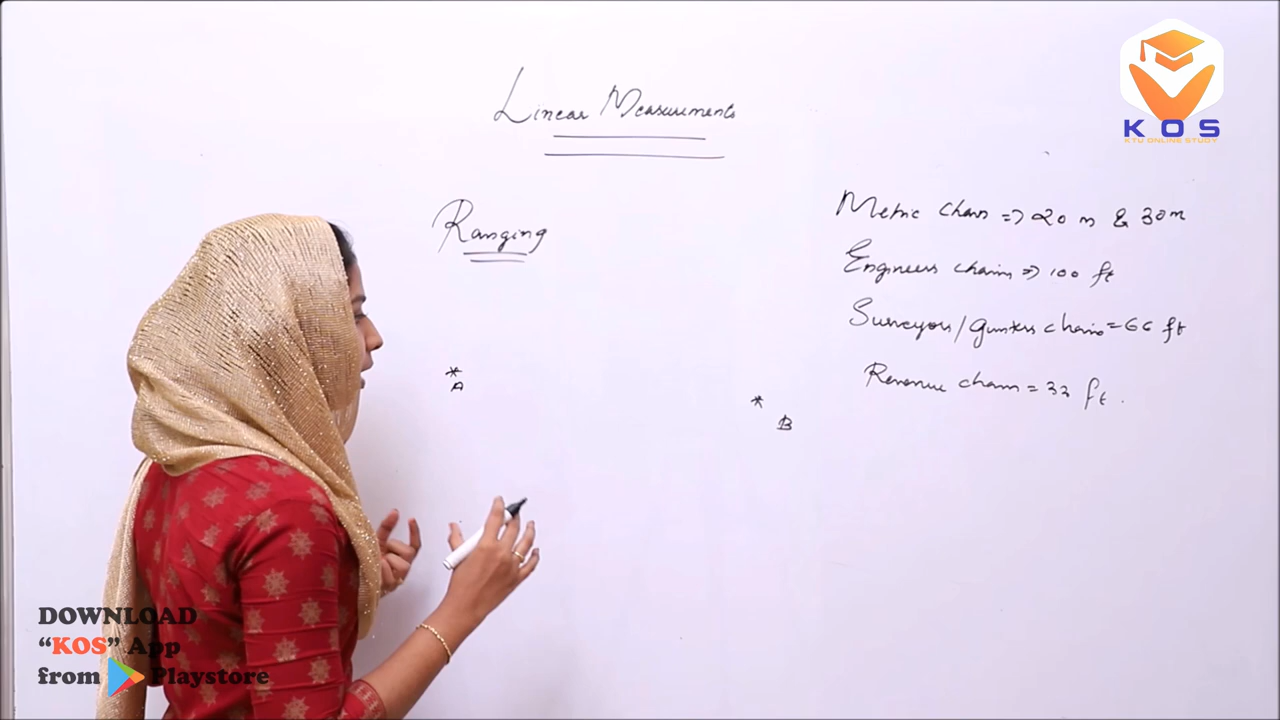 Linear Measurements
Ranging
Metric chain => 20 m & 30m
Engineers chain => 100 ft
Surveyors/gunters chain = 66 ft
Revenue chain = 33 ft.
* A
* B
KOS
KTU ONLINE STUDY
DOWNLOAD
“KOS” App
from Playstore